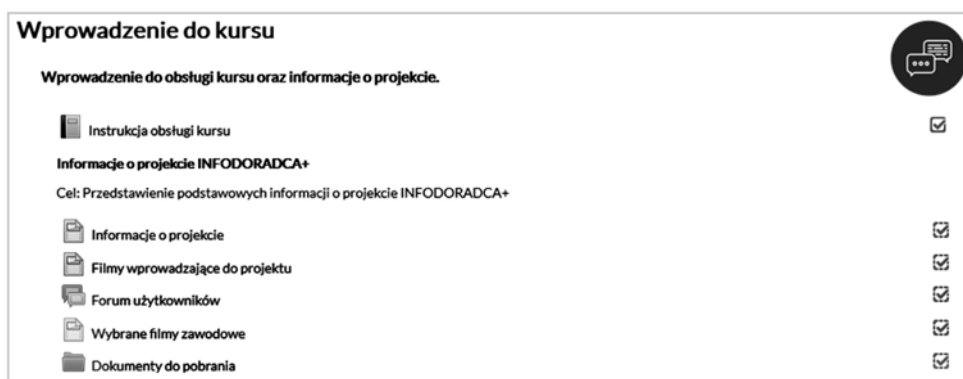 Wprowadzenie do kursu
Wprowadzenie do obsługi kursu oraz informacje o projekcie.
Instrukcja obsługi kursu
Informacje o projekcie INFODORADCA+
Cel: Przedstawienie podstawowych informacji o projekcie INFODORADCA+
Informacje o projekcie
Filmy wprowadzające do projektu
Forum użytkowników
Wybrane filmy zawodowe
Dokumenty do pobrania